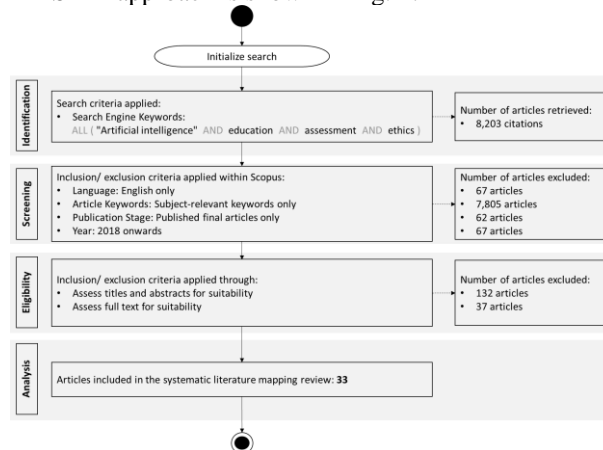 Initialize search
Identification
Search criteria applied:
• Search Engine Keywords:
ALL ( "Artificial intelligence" AND education AND assessment AND ethics )
Number of articles retrieved:
• 8,203 citations
Screening
Inclusion/ exclusion criteria applied within Scopus:
• Language: English only
• Article Keywords: Subject-relevant keywords only
• Publication Stage: Published final articles only
• Year: 2018 onwards
Number of articles excluded:
• 67 articles
• 7,805 articles
• 62 articles
• 67 articles
Eligibility
Inclusion/ exclusion criteria applied through:
• Assess titles and abstracts for suitability
• Assess full text for suitability
Number of articles excluded:
• 132 articles
• 37 articles
Analysis
Articles included in the systematic literature mapping review: 33